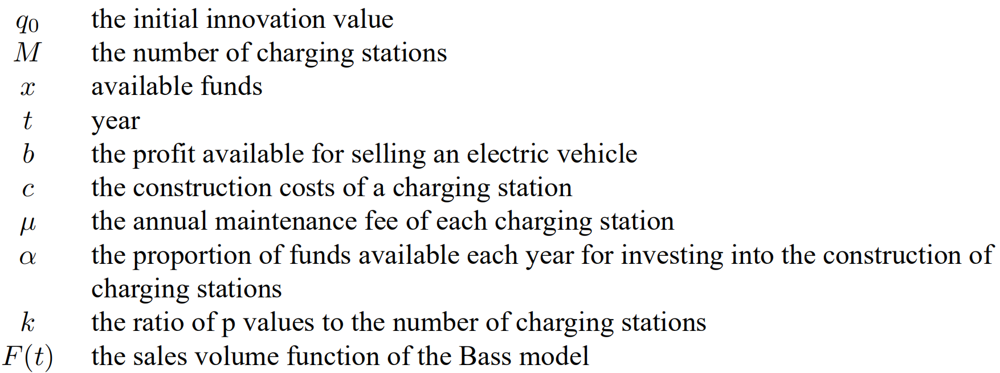 q₀ the initial innovation value
M the number of charging stations
x available funds
t year
b the profit available for selling an electric vehicle
c the construction costs of a charging station
μ the annual maintenance fee of each charging station
α the proportion of funds available each year for investing into the construction of
charging stations
k the ratio of p values to the number of charging stations
F(t) the sales volume function of the Bass model